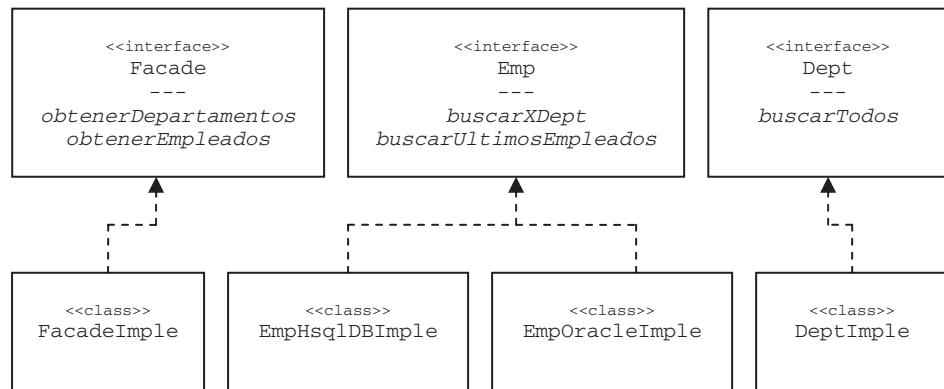 <<interface>>
Facade
---
obtenerDepartamentos
obtenerEmpleados
<<interface>>
Emp
---
buscarXDept
buscarUltimosEmpleados
<<interface>>
Dept
---
buscarTodos
<<class>>
FacadeImple
<<class>>
EmpHsqlDBImple
<<class>>
EmpOracleImple
<<class>>
DeptImple